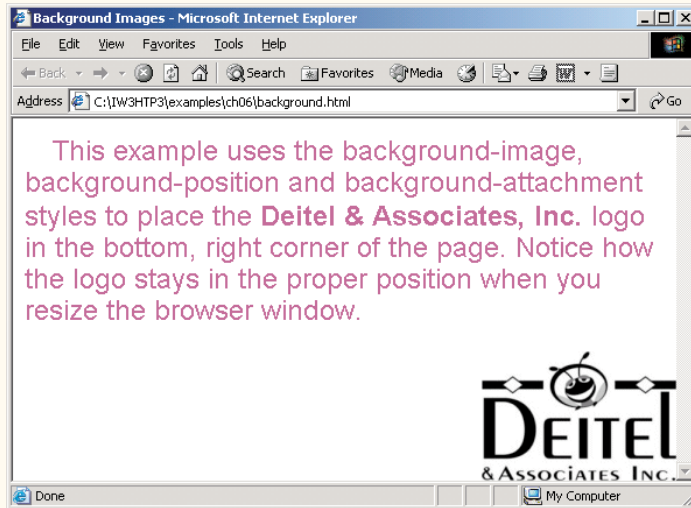 Background Images - Microsoft Internet Explorer
File Edit View Favorites Tools Help
Back Search Favorites Media
Address C:\IW3HTP3\examples\ch06\background.html Go
This example uses the background-image,
background-position and background-attachment
styles to place the Deitel & Associates, Inc. logo
in the bottom, right corner of the page. Notice how
the logo stays in the proper position when you
resize the browser window.
DEITEL
& ASSOCIATES INC.
Done My Computer